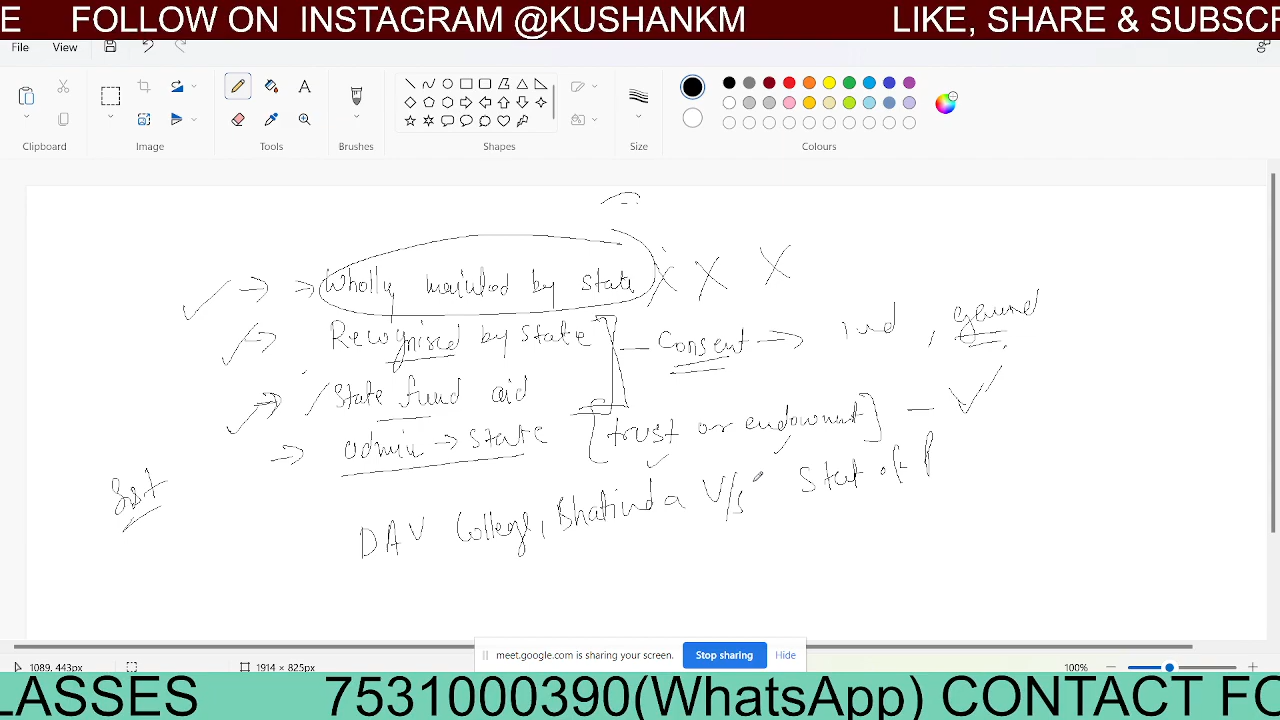 E FOLLOW ON INSTAGRAM @KUSHANKM LIKE, SHARE & SUBSCR
File View
Clipboard Image Tools Brushes Shapes Size Colours
Wholly maintained by state X X X
Recognised by state — Consent → ind, general
State fund aid
admin → state [trust or endowment] —
Inst
DAV College, Bhatinda V/s State of P
meet.google.com is sharing your screen. Stop sharing Hide
1089, 443px 1914 × 825px 100%
LASSES 7531000390(WhatsApp) CONTACT FO